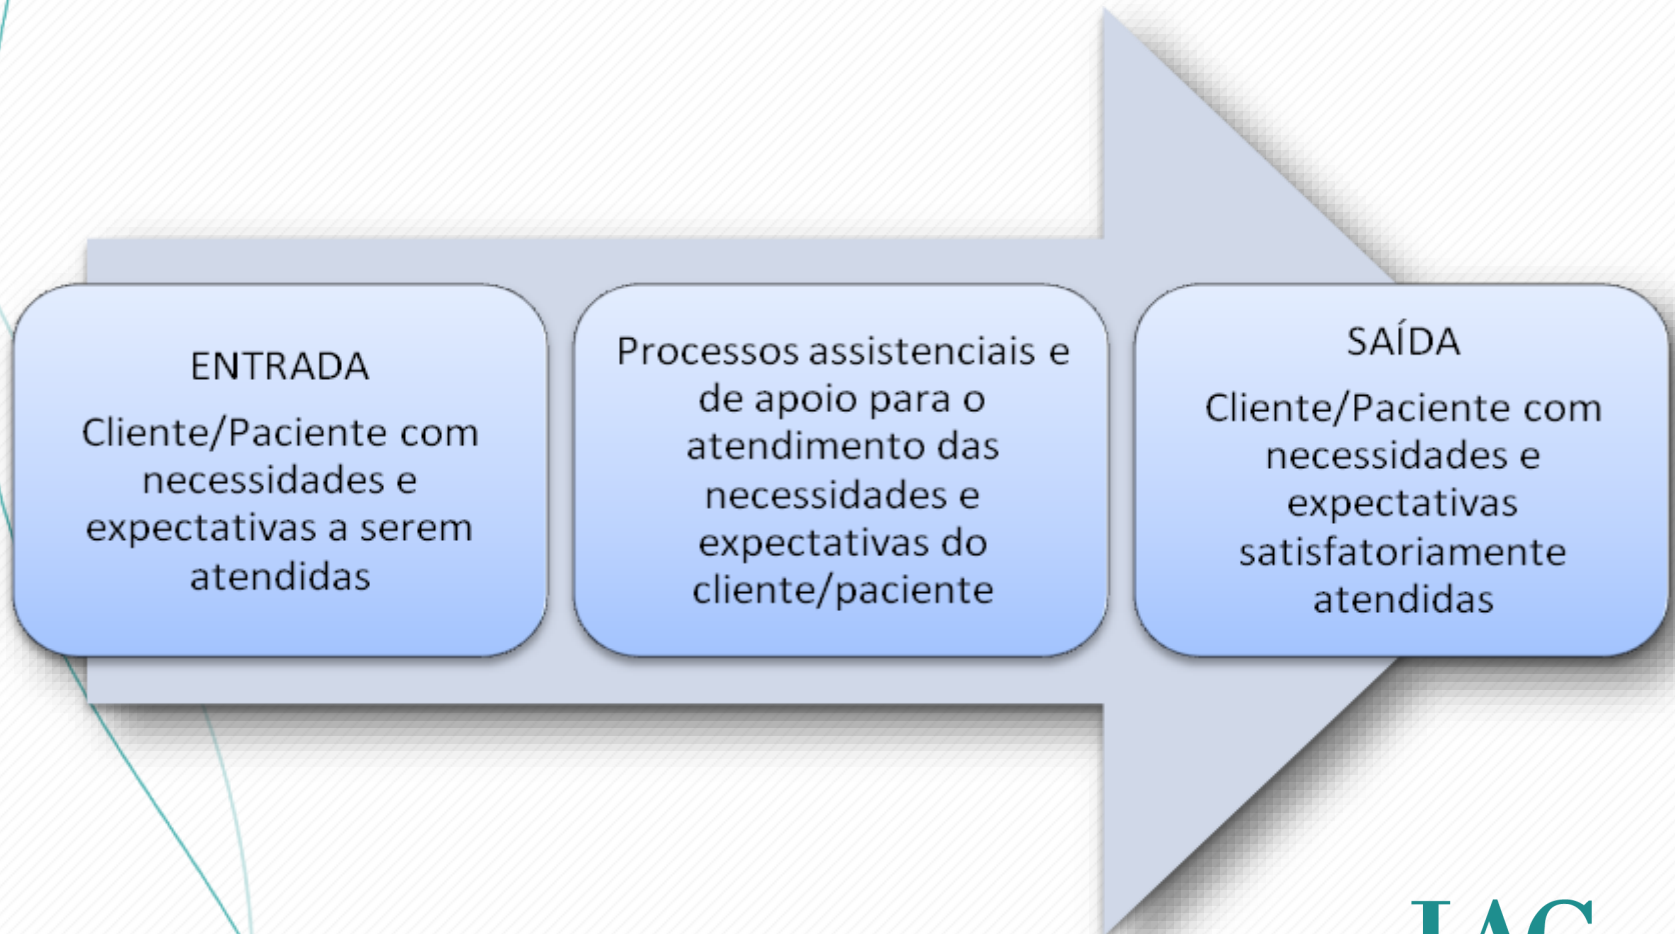 ENTRADA
Cliente/Paciente com
necessidades e
expectativas a serem
atendidas
Processos assistenciais e
de apoio para o
atendimento das
necessidades e
expectativas do
cliente/paciente
SAÍDA
Cliente/Paciente com
necessidades e
expectativas
satisfatoriamente
atendidas